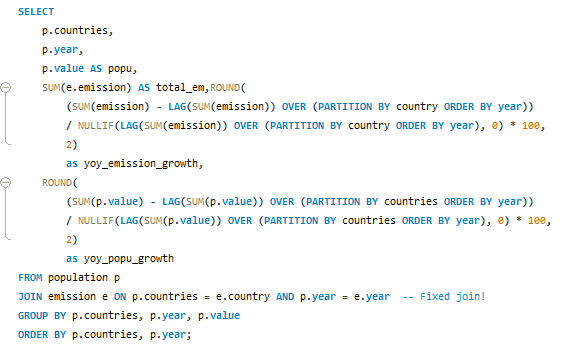 SELECT
p.countries,
p.year,
p.value AS popu,
SUM(e.emission) AS total_em,ROUND(
(SUM(emission) - LAG(SUM(emission)) OVER (PARTITION BY country ORDER BY year))
/ NULLIF(LAG(SUM(emission)) OVER (PARTITION BY country ORDER BY year), 0) * 100,
2)
as yoy_emission_growth,
ROUND(
(SUM(p.value) - LAG(SUM(p.value)) OVER (PARTITION BY countries ORDER BY year))
/ NULLIF(LAG(SUM(p.value)) OVER (PARTITION BY countries ORDER BY year), 0) * 100,
2)
as yoy_popu_growth
FROM population p
JOIN emission e ON p.countries = e.country AND p.year = e.year  -- Fixed join!
GROUP BY p.countries, p.year, p.value
ORDER BY p.countries, p.year;